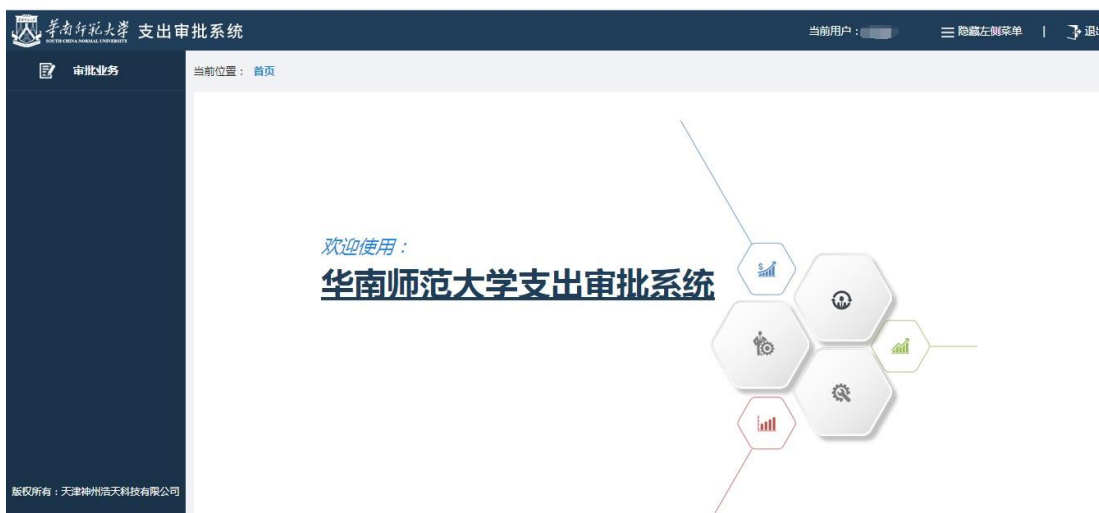 华南师范大学 支出审批系统
SOUTH CHINA NORMAL UNIVERSITY
当前用户：
隐藏左侧菜单 |
退出
审批业务
当前位置： 首页
欢迎使用：
华南师范大学支出审批系统
版权所有：天津神州浩天科技有限公司